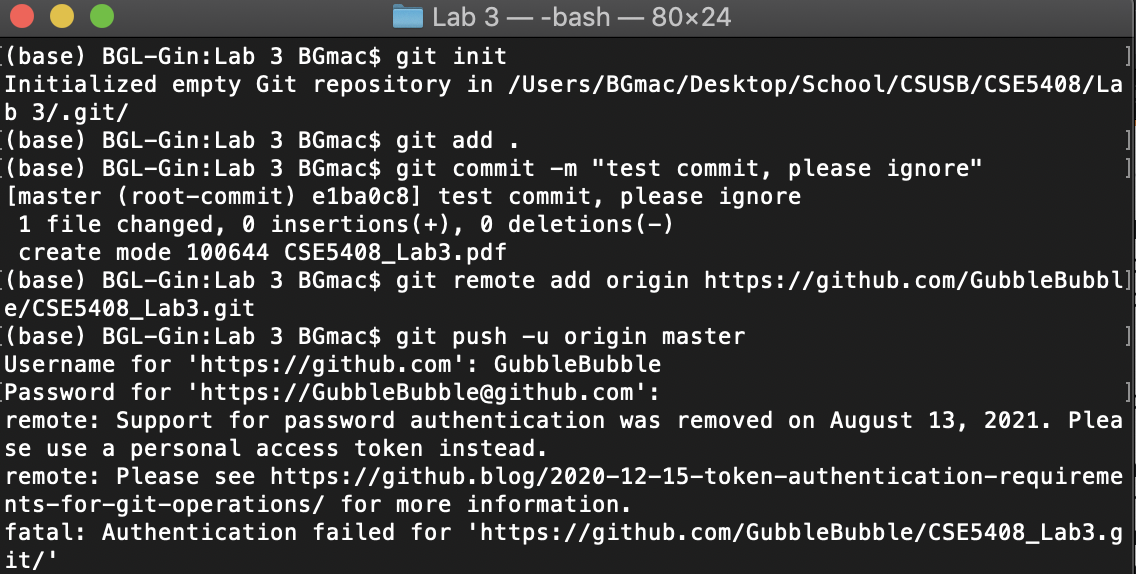 Lab 3 — -bash — 80×24
(base) BGL-Gin:Lab 3 BGmac$ git init
Initialized empty Git repository in /Users/BGmac/Desktop/School/CSUSB/CSE5408/La
b 3/.git/
(base) BGL-Gin:Lab 3 BGmac$ git add .
(base) BGL-Gin:Lab 3 BGmac$ git commit -m "test commit, please ignore"
[master (root-commit) e1ba0c8] test commit, please ignore
 1 file changed, 0 insertions(+), 0 deletions(-)
 create mode 100644 CSE5408_Lab3.pdf
(base) BGL-Gin:Lab 3 BGmac$ git remote add origin https://github.com/GubbleBubbl
e/CSE5408_Lab3.git
(base) BGL-Gin:Lab 3 BGmac$ git push -u origin master
Username for 'https://github.com': GubbleBubble
Password for 'https://GubbleBubble@github.com':
remote: Support for password authentication was removed on August 13, 2021. Plea
se use a personal access token instead.
remote: Please see https://github.blog/2020-12-15-token-authentication-requireme
nts-for-git-operations/ for more information.
fatal: Authentication failed for 'https://github.com/GubbleBubble/CSE5408_Lab3.g
it/'